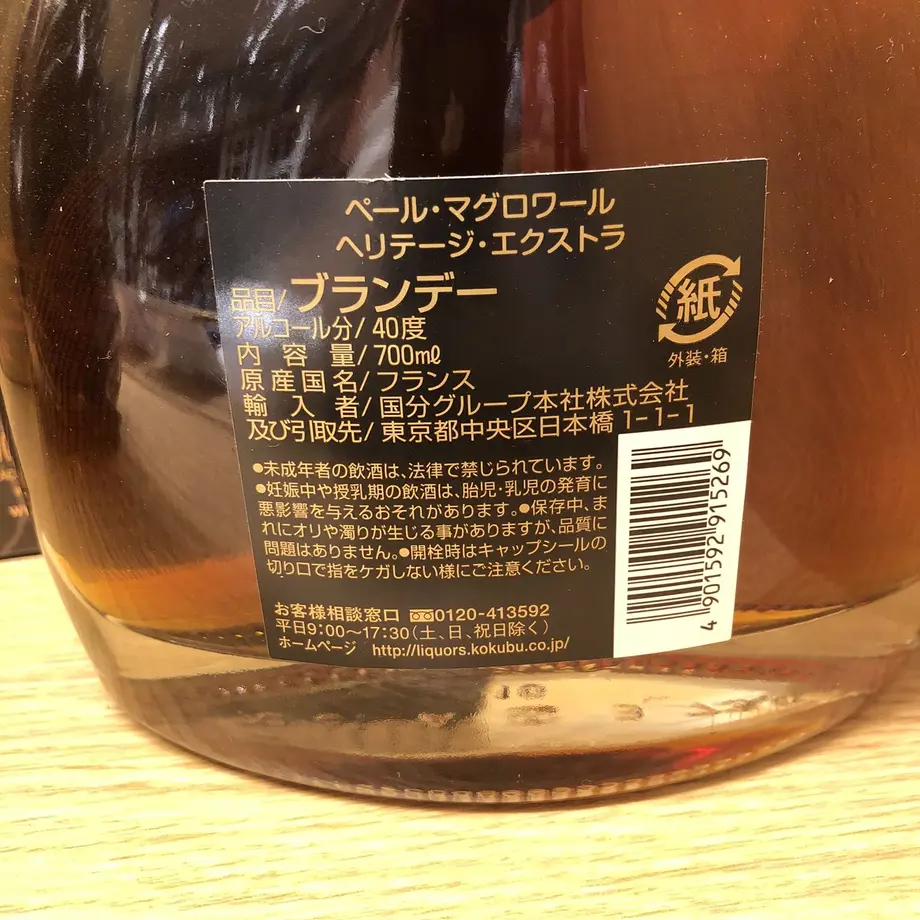 ペール・マグロワール
ヘリテージ・エクストラ
品目/ブランデー
アルコール分/40度
内容量/700ml
原産国名/フランス
輸入者/国分グループ本社株式会社
及び引取先/東京都中央区日本橋1-1-1
紙
外装・箱
●未成年者の飲酒は、法律で禁じられています。
●妊娠中や授乳期の飲酒は、胎児・乳児の発育に
悪影響を与えるおそれがあります。●保存中、ま
れにオリや濁りが生じる事がありますが、品質に
問題はありません。●開栓時はキャップシールの
切り口で指をケガしない様にご注意ください。
お客様相談窓口 0120-413592
平日9:00～17:30(土、日、祝日除く)
ホームページ http://liquors.kokubu.co.jp/
4901592915269